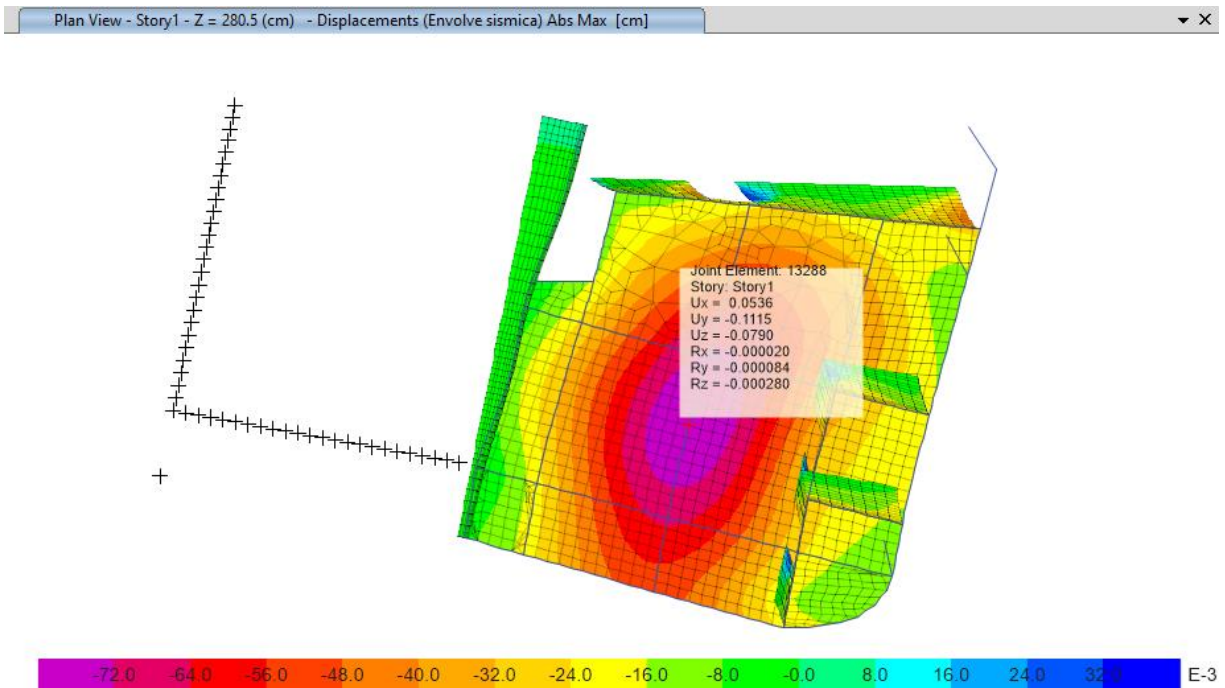 Plan View - Story1 - Z = 280.5 (cm) - Displacements (Envolve sismica) Abs Max [cm]
Joint Element: 13288
Story: Story1
Ux = 0.0536
Uy = -0.1115
Uz = -0.0790
Rx = -0.000020
Ry = -0.000084
Rz = -0.000280
-72.0 -64.0 -56.0 -48.0 -40.0 -32.0 -24.0 -16.0 -8.0 -0.0 8.0 16.0 24.0 32.0 E-3